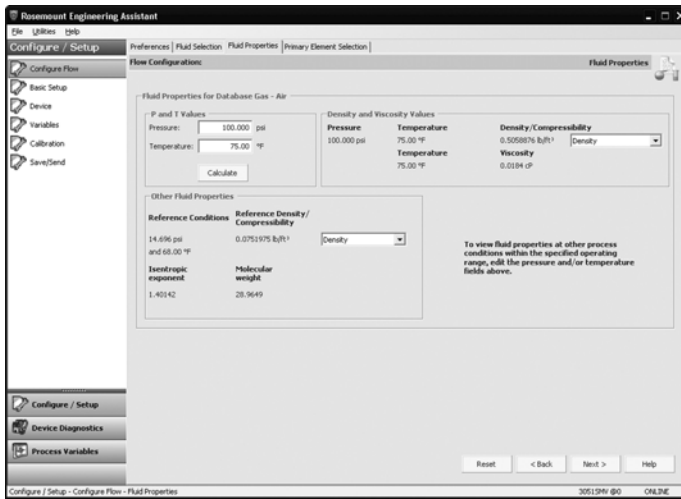 Rosemount Engineering Assistant
File Utilities Help
Configure / Setup
Preferences | Fluid Selection | Fluid Properties | Primary Element Selection |
Configure Flow
Basic Setup
Device
Variables
Calibration
Save/Send
Flow Configuration: Fluid Properties
Fluid Properties for Database Gas - Air
P and T Values
Pressure: 100.000 psi
Temperature: 75.00 °F
Calculate
Density and Viscosity Values
Pressure Temperature Density/Compressibility
100.000 psi 75.00 °F 0.5058876 lb/ft³ Density
Temperature Viscosity
75.00 °F 0.0184 cP
Other Fluid Properties
Reference Conditions Reference Density/
Compressibility
14.696 psi 0.0751975 lb/ft³ Density
and 68.00 °F
Isentropic Molecular
exponent weight
1.40142 28.9649
To view fluid properties at other process
conditions within the specified operating
range, edit the pressure and/or temperature
fields above.
Configure / Setup
Device Diagnostics
Process Variables
Reset < Back Next > Help
Configure / Setup - Configure Flow - Fluid Properties 3051SMV @0 ONLINE